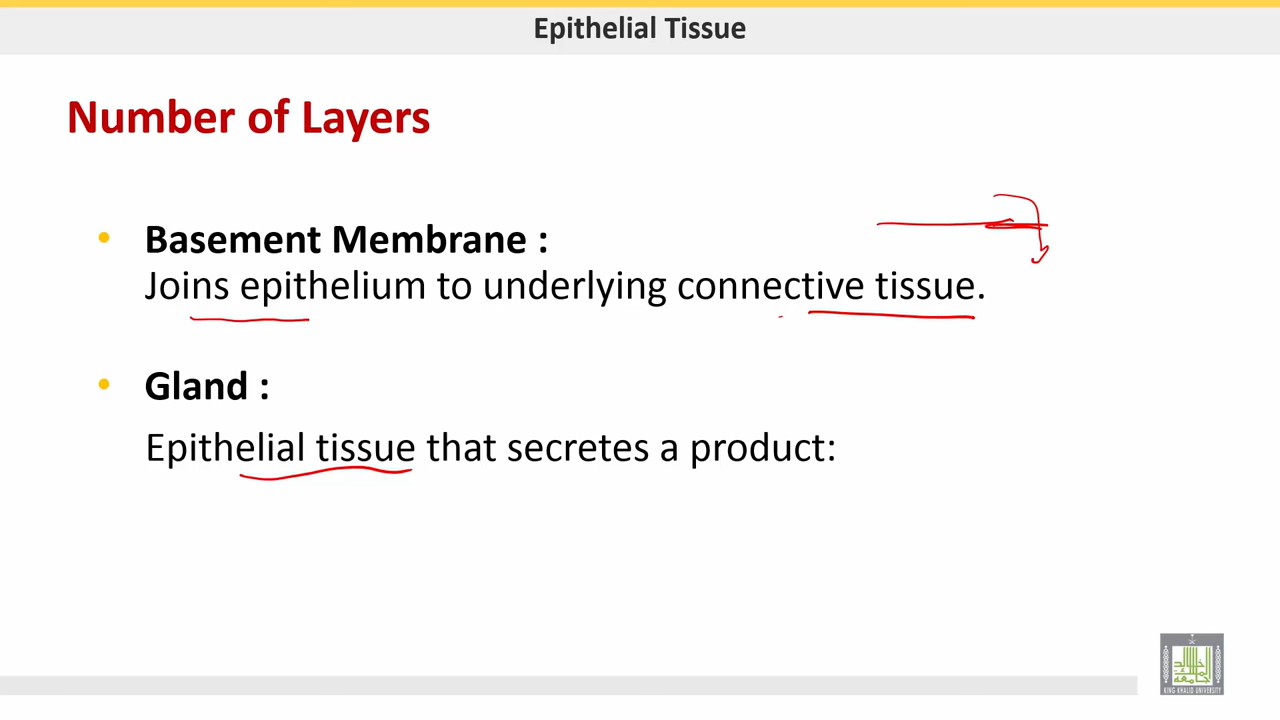 Epithelial Tissue
Number of Layers
• Basement Membrane :
Joins epithelium to underlying connective tissue.
• Gland :
Epithelial tissue that secretes a product:
KING KHALID UNIVERSITY